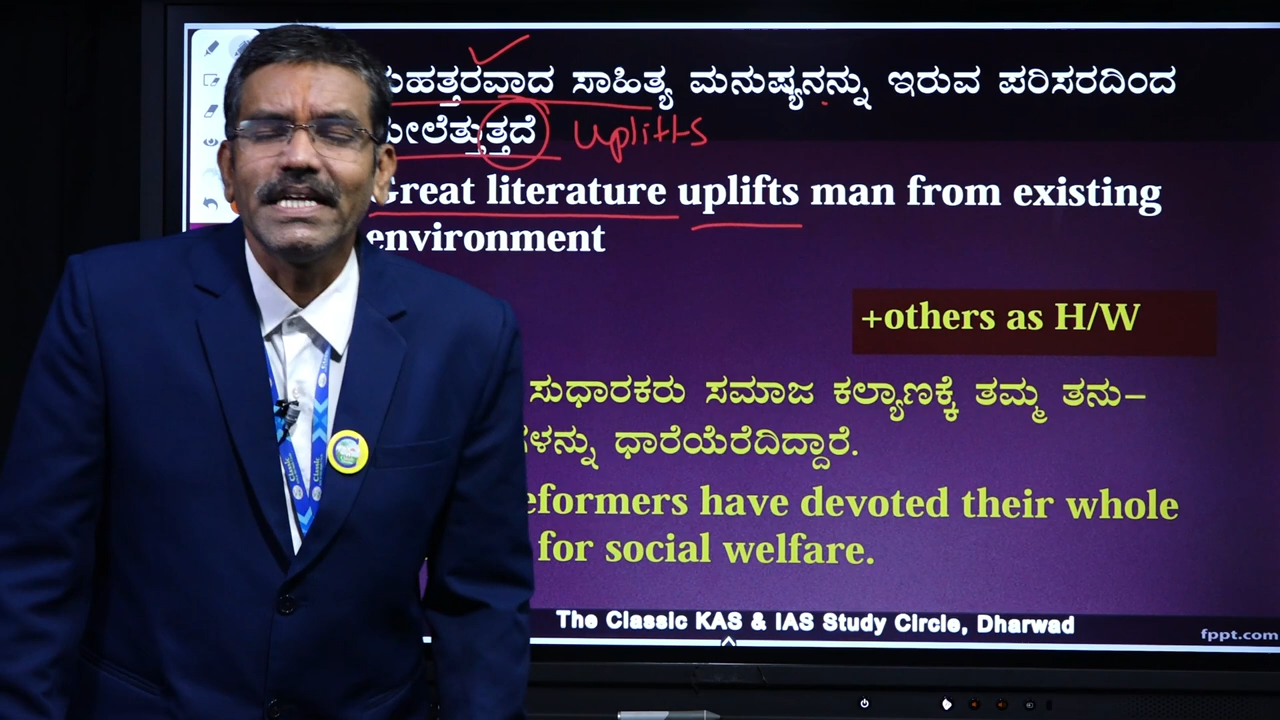 ಮಹತ್ತರವಾದ ಸಾಹಿತ್ಯ ಮನುಷ್ಯನನ್ನು ಇರುವ ಪರಿಸರದಿಂದ
ಮೇಲೆತ್ತುತ್ತದೆ uplifts
Great literature uplifts man from existing
environment
+others as H/W
ಸುಧಾರಕರು ಸಮಾಜ ಕಲ್ಯಾಣಕ್ಕೆ ತಮ್ಮ ತನು-
ಗಳನ್ನು ಧಾರೆಯೆರೆದಿದ್ದಾರೆ.
eformers have devoted their whole
for social welfare.
The Classic KAS & IAS Study Circle, Dharwad
fppt.com